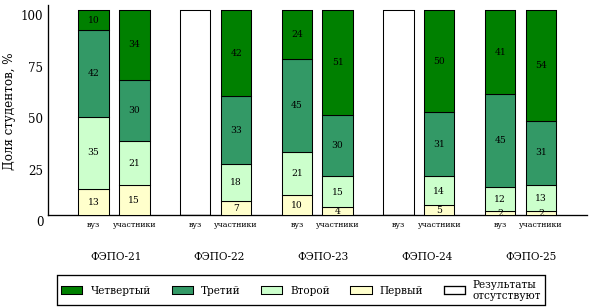 Доля студентов, %
100
75
50
25
0
10 34 42 24 51 50 41 54
42 30 33 45 30 31 45 31
35 21 18 21 15 14 12 13
13 15 7 10 4 5 2 2
вуз участники вуз участники вуз участники вуз участники вуз участники
ФЭПО-21 ФЭПО-22 ФЭПО-23 ФЭПО-24 ФЭПО-25
Четвертый Третий Второй Первый Результаты
отсутствуют